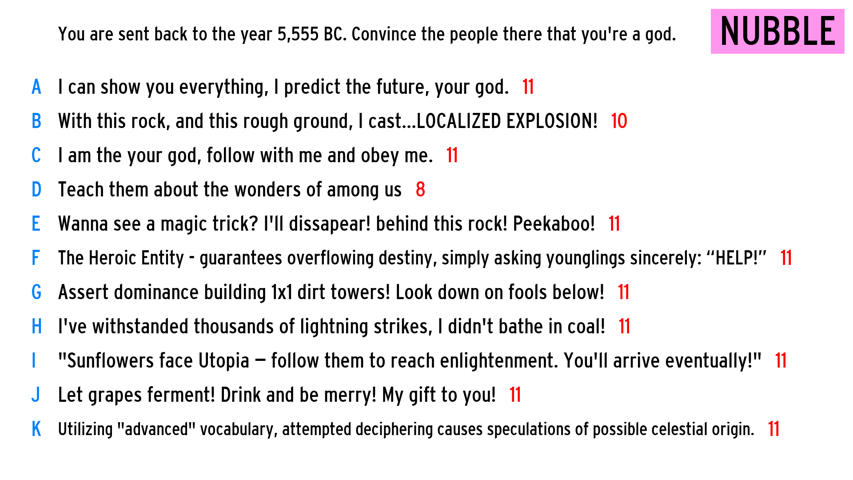 You are sent back to the year 5,555 BC. Convince the people there that you're a god.
NUBBLE
A I can show you everything, I predict the future, your god. 11
B With this rock, and this rough ground, I cast...LOCALIZED EXPLOSION! 10
C I am the your god, follow with me and obey me. 11
D Teach them about the wonders of among us 8
E Wanna see a magic trick? I'll dissapear! behind this rock! Peekaboo! 11
F The Heroic Entity - guarantees overflowing destiny, simply asking younglings sincerely: “HELP!” 11
G Assert dominance building 1x1 dirt towers! Look down on fools below! 11
H I've withstanded thousands of lightning strikes, I didn't bathe in coal! 11
I "Sunflowers face Utopia — follow them to reach enlightenment. You'll arrive eventually!" 11
J Let grapes ferment! Drink and be merry! My gift to you! 11
K Utilizing "advanced" vocabulary, attempted deciphering causes speculations of possible celestial origin. 11